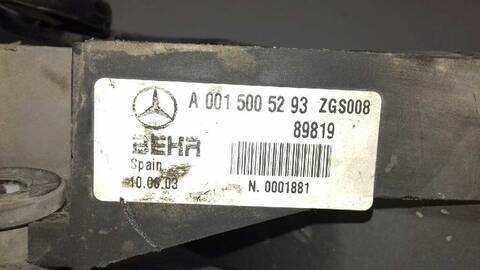 A 001 500 52 93 ZGS008
89819
BEHR
Spain
10.06.03
N. 0001881